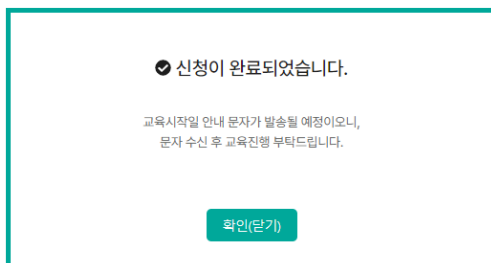 신청이 완료되었습니다.
교육시작일 안내 문자가 발송될 예정이오니,
문자 수신 후 교육진행 부탁드립니다.
확인(닫기)